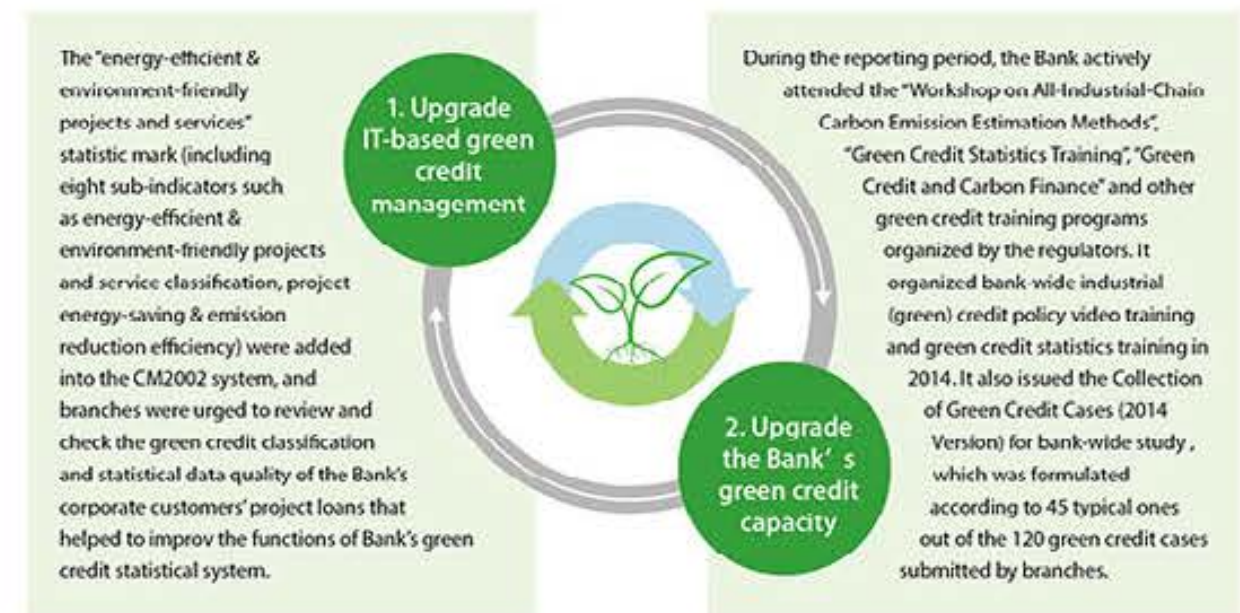 The "energy-efficient &
environment-friendly
projects and services"
statistic mark (including
eight sub-indicators such
as energy-efficient &
environment-friendly projects
and service classification, project
energy-saving & emission
reduction efficiency) were added
into the CM2002 system, and
branches were urged to review and
check the green credit classification
and statistical data quality of the Bank's
corporate customers' project loans that
helped to improv the functions of Bank's green
credit statistical system.
1. Upgrade
IT-based green
credit
management
2. Upgrade
the Bank's
green credit
capacity
During the reporting period, the Bank actively
attended the "Workshop on All-Industrial-Chain
Carbon Emission Estimation Methods",
"Green Credit Statistics Training", "Green
Credit and Carbon Finance" and other
green credit training programs
organized by the regulators. It
organized bank-wide industrial
(green) credit policy video training
and green credit statistics training in
2014. It also issued the Collection
of Green Credit Cases (2014
Version) for bank-wide study ,
which was formulated
according to 45 typical ones
out of the 120 green credit cases
submitted by branches.